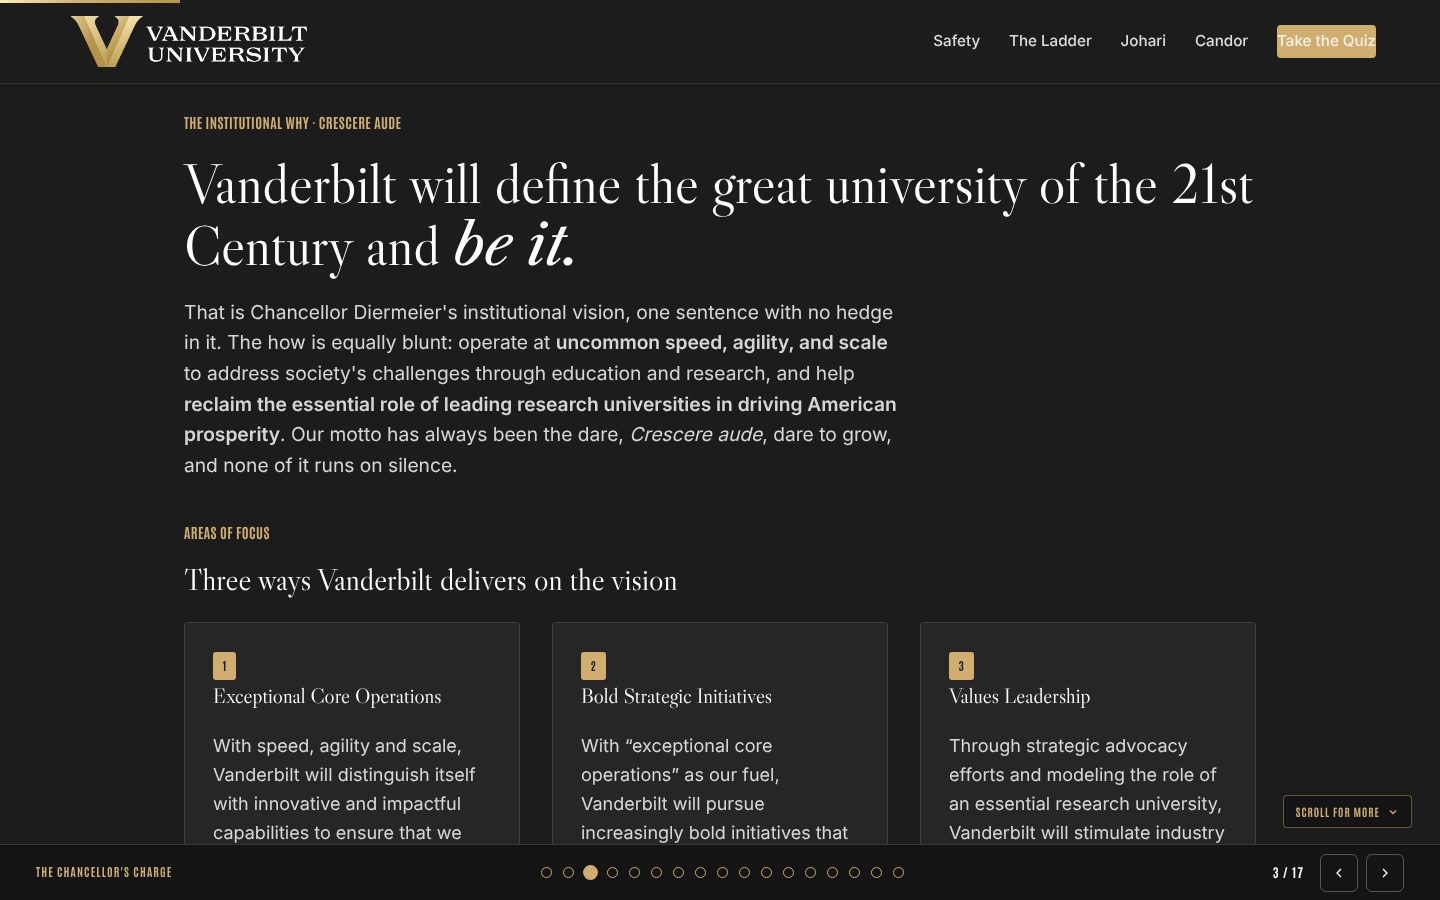 VANDERBILT
UNIVERSITY
Safety
The Ladder
Johari
Candor
Take the Quiz
THE INSTITUTIONAL WHY · CRESCERE AUDE
Vanderbilt will define the great university of the 21st
Century and be it.
That is Chancellor Diermeier's institutional vision, one sentence with no hedge
in it. The how is equally blunt: operate at uncommon speed, agility, and scale
to address society's challenges through education and research, and help
reclaim the essential role of leading research universities in driving American
prosperity. Our motto has always been the dare, Crescere aude, dare to grow,
and none of it runs on silence.
AREAS OF FOCUS
Three ways Vanderbilt delivers on the vision
1
Exceptional Core Operations
With speed, agility and scale,
Vanderbilt will distinguish itself
with innovative and impactful
capabilities to ensure that we
2
Bold Strategic Initiatives
With “exceptional core
operations” as our fuel,
Vanderbilt will pursue
increasingly bold initiatives that
3
Values Leadership
Through strategic advocacy
efforts and modeling the role of
an essential research university,
Vanderbilt will stimulate industry
SCROLL FOR MORE
THE CHANCELLOR'S CHARGE
3 / 17